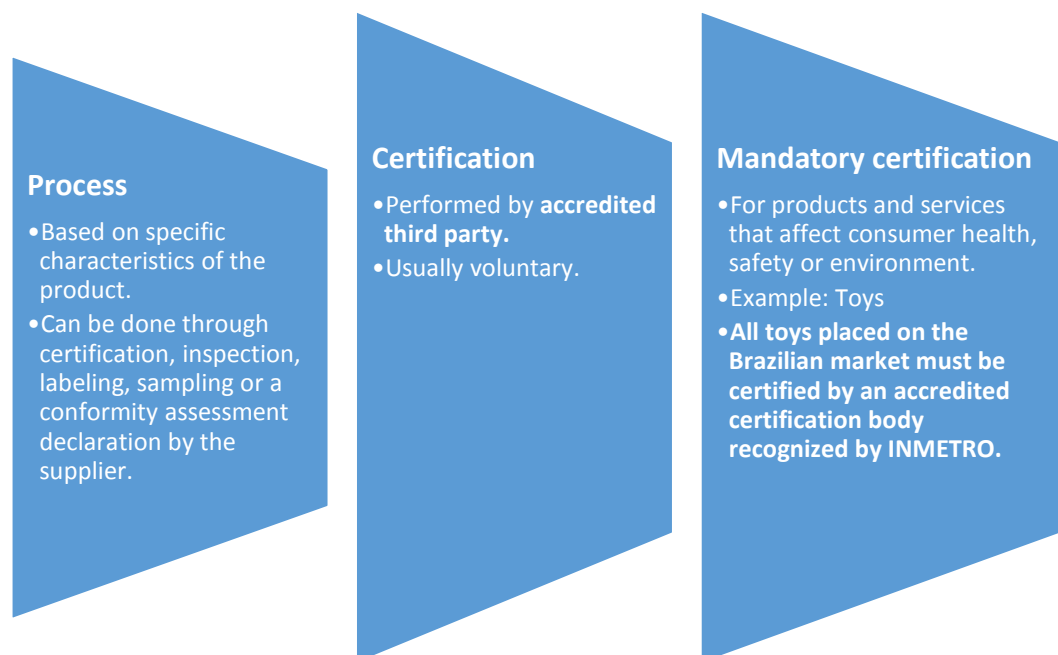 Process
•Based on specific
characteristics of the
product.
•Can be done through
certification, inspection,
labeling, sampling or a
conformity assessment
declaration by the
supplier.
Certification
•Performed by accredited
third party.
•Usually voluntary.
Mandatory certification
•For products and services
that affect consumer health,
safety or environment.
•Example: Toys
•All toys placed on the
Brazilian market must be
certified by an accredited
certification body
recognized by INMETRO.